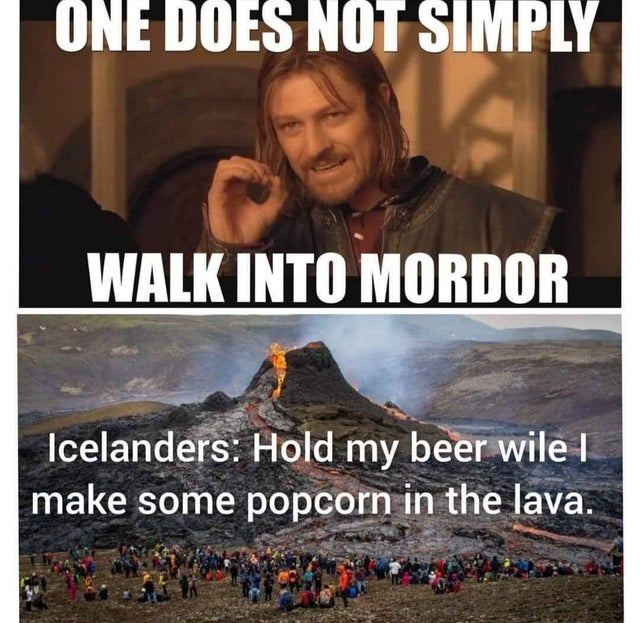 ONE DOES NOT SIMPLY
WALK INTO MORDOR
Icelanders: Hold my beer wile I
make some popcorn in the lava.